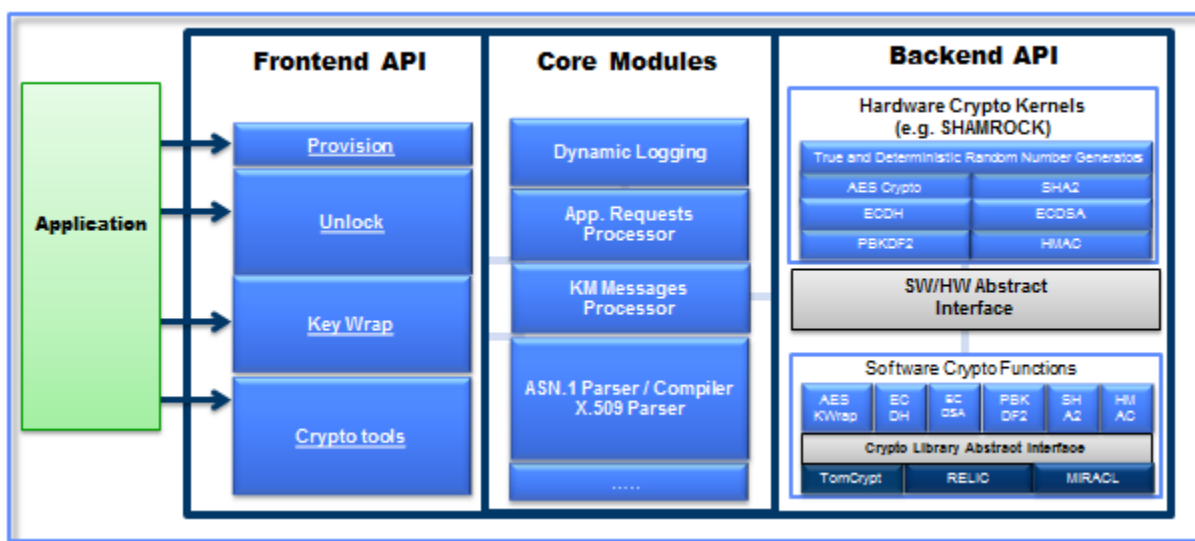 Application
Frontend API
Provision
Unlock
Key Wrap
Crypto tools
Core Modules
Dynamic Logging
App. Requests
Processor
KM Messages
Processor
ASN.1 Parser / Compiler
X.509 Parser
.....
Backend API
Hardware Crypto Kernels
(e.g. SHAMROCK)
True and Deterministic Random Number Generators
AES Crypto
SHA2
ECDH
ECDSA
PBKDF2
HMAC
SW/HW Abstract
Interface
Software Crypto Functions
AES
KWrap
EC
DH
EC
DSA
PBK
DF2
SH
A2
HM
AC
Crypto Library Abstract Interface
TomCrypt
RELIC
MIRACL